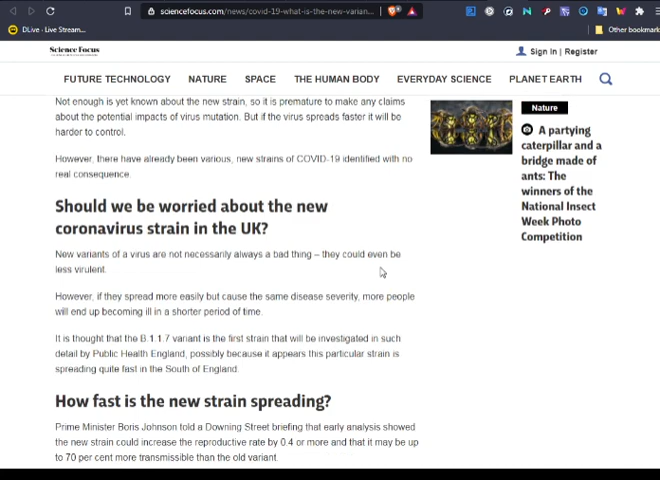 sciencefocus.com/news/covid-19-what-is-the-new-varian...
DLive - Live Stream...
Other bookmark
Science Focus
Sign in | Register
FUTURE TECHNOLOGY NATURE SPACE THE HUMAN BODY EVERYDAY SCIENCE PLANET EARTH
Not enough is yet known about the new strain, so it is premature to make any claims
about the potential impacts of virus mutation. But if the virus spreads faster it will be
harder to control.
However, there have already been various, new strains of COVID-19 identified with no
real consequence.
Should we be worried about the new
coronavirus strain in the UK?
New variants of a virus are not necessarily always a bad thing – they could even be
less virulent.
However, if they spread more easily but cause the same disease severity, more people
will end up becoming ill in a shorter period of time.
It is thought that the B.1.1.7 variant is the first strain that will be investigated in such
detail by Public Health England, possibly because it appears this particular strain is
spreading quite fast in the South of England.
How fast is the new strain spreading?
Prime Minister Boris Johnson told a Downing Street briefing that early analysis showed
the new strain could increase the reproductive rate by 0.4 or more and that it may be up
to 70 per cent more transmissible than the old variant.
Nature
A partying
caterpillar and a
bridge made of
ants: The
winners of the
National Insect
Week Photo
Competition